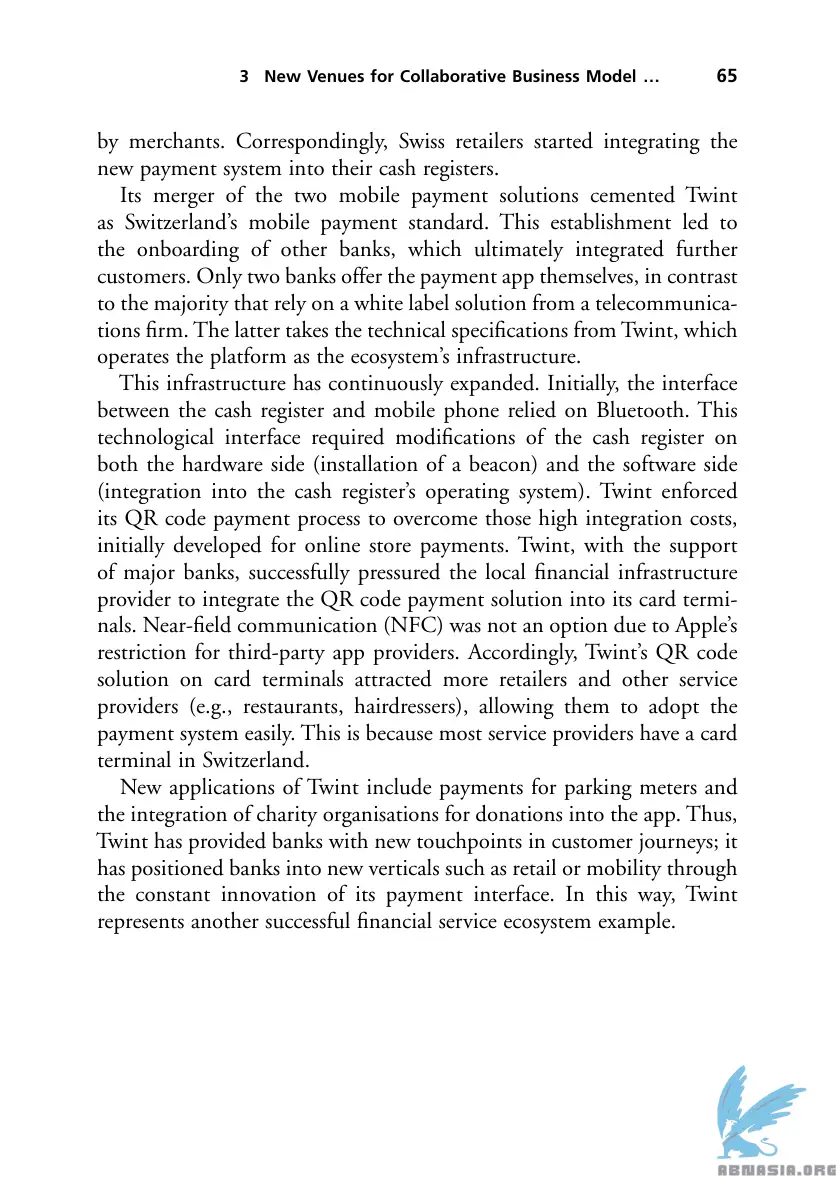 3 New Venues for Collaborative Business Model … 65
by merchants. Correspondingly, Swiss retailers started integrating the
new payment system into their cash registers.
Its merger of the two mobile payment solutions cemented Twint
as Switzerland’s mobile payment standard. This establishment led to
the onboarding of other banks, which ultimately integrated further
customers. Only two banks offer the payment app themselves, in contrast
to the majority that rely on a white label solution from a telecommunica-
tions firm. The latter takes the technical specifications from Twint, which
operates the platform as the ecosystem’s infrastructure.
This infrastructure has continuously expanded. Initially, the interface
between the cash register and mobile phone relied on Bluetooth. This
technological interface required modifications of the cash register on
both the hardware side (installation of a beacon) and the software side
(integration into the cash register’s operating system). Twint enforced
its QR code payment process to overcome those high integration costs,
initially developed for online store payments. Twint, with the support
of major banks, successfully pressured the local financial infrastructure
provider to integrate the QR code payment solution into its card termi-
nals. Near-field communication (NFC) was not an option due to Apple’s
restriction for third-party app providers. Accordingly, Twint’s QR code
solution on card terminals attracted more retailers and other service
providers (e.g., restaurants, hairdressers), allowing them to adopt the
payment system easily. This is because most service providers have a card
terminal in Switzerland.
New applications of Twint include payments for parking meters and
the integration of charity organisations for donations into the app. Thus,
Twint has provided banks with new touchpoints in customer journeys; it
has positioned banks into new verticals such as retail or mobility through
the constant innovation of its payment interface. In this way, Twint
represents another successful financial service ecosystem example.
ABNASIA.ORG